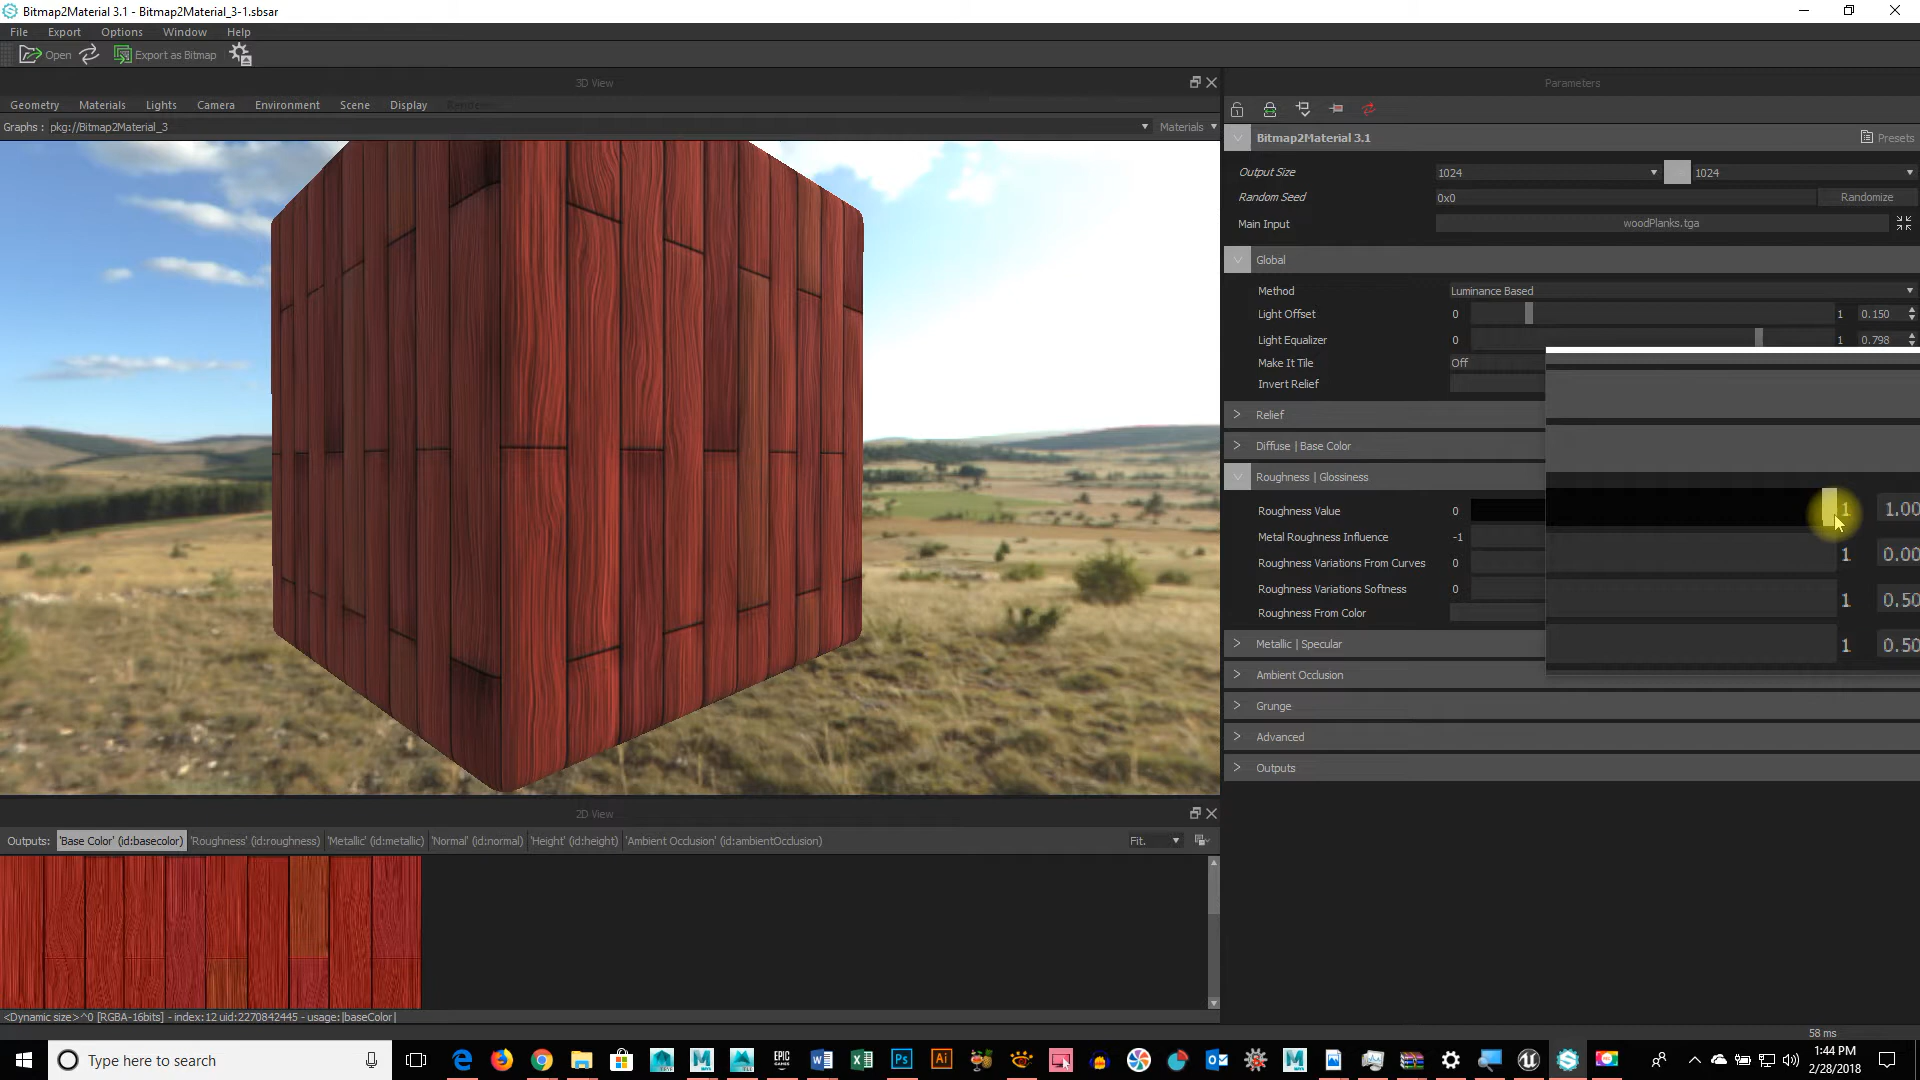 Bitmap2Material 3.1 - Bitmap2Material_3-1.sbsar
File Export Options Window Help
Open Export as Bitmap
3D View
Parameters
Geometry Materials Lights Camera Environment Scene Display
Graphs : pkg://Bitmap2Material_3 Materials
Bitmap2Material 3.1 Presets
Output Size 1024 1024
Random Seed 0x0 Randomize
Main Input woodPlanks.tga
Global
Method Luminance Based
Light Offset 0 1 0.150
Light Equalizer 0 1 0.798
Make It Tile Off
Invert Relief
Relief
Diffuse | Base Color
Roughness | Glossiness
Roughness Value 0 1 1.00
Metal Roughness Influence -1 1 0.00
Roughness Variations From Curves 0 1 0.50
Roughness Variations Softness 0 1 0.50
Roughness From Color
Metallic | Specular
Ambient Occlusion
Grunge
Advanced
Outputs
2D View
Outputs: 'Base Color' (id:basecolor) 'Roughness' (id:roughness) 'Metallic' (id:metallic) 'Normal' (id:normal) 'Height' (id:height) 'Ambient Occlusion' (id:ambientOcclusion) Fit.
<Dynamic size>^0 [RGBA-16bits] - index:12 uid:2270842445 - usage:|baseColor|
58 ms
Type here to search
1:44 PM
2/28/2018